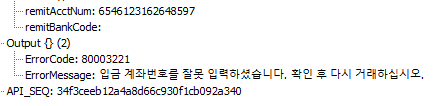 remitAcctNum: 6546123162648597
remitBankCode:
Output {} (2)
ErrorCode: 80003221
ErrorMessage: 입금 계좌번호를 잘못 입력하셨습니다. 확인 후 다시 거래하십시오.
API_SEQ: 34f3ceeb12a4a8d66c930f1cb092a340